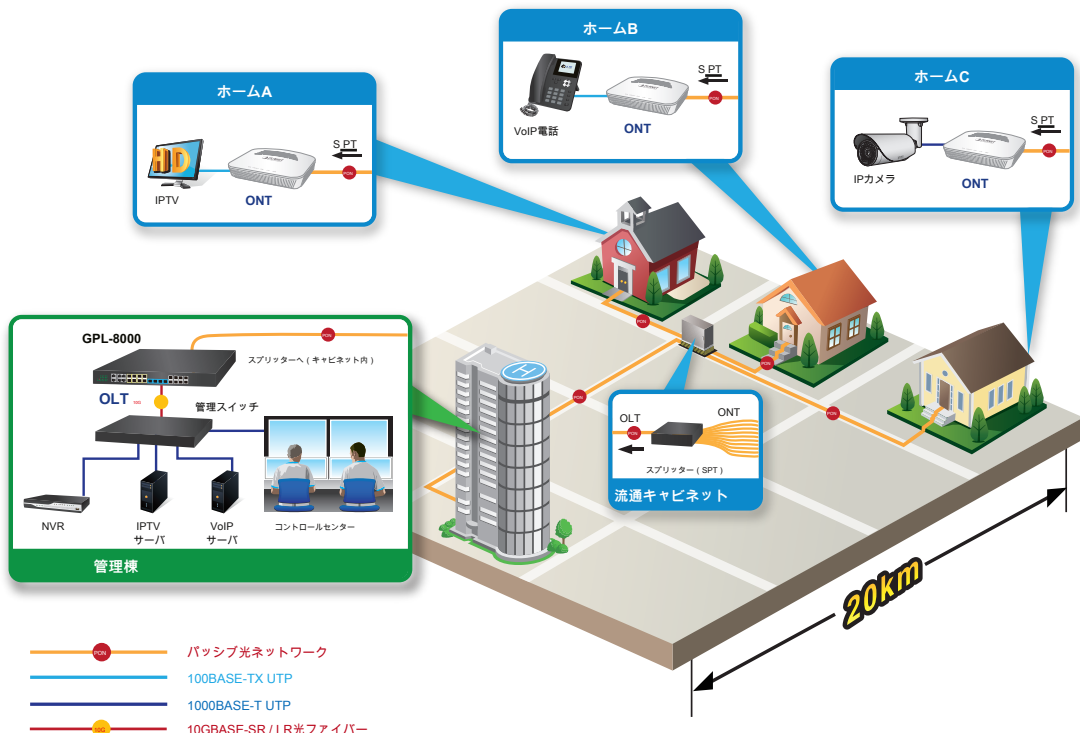 ホームA
S PT
PON
IPTV
ONT
ホームB
S PT
PON
VoIP電話
ONT
ホームC
S PT
PON
IPカメラ
ONT
GPL-8000
PON
スプリッターへ ( キャビネット内 )
OLT
10G
管理スイッチ
NVR
IPTV
サーバ
VoIP
サーバ
コントロールセンター
管理棟
PON
PON
PON
PON
OLT
ONT
PON
スプリッター ( SPT )
流通キャビネット
20km
PON
パッシブ光ネットワーク
100BASE-TX UTP
1000BASE-T UTP
10G
10GBASE-SR / LR光ファイバー